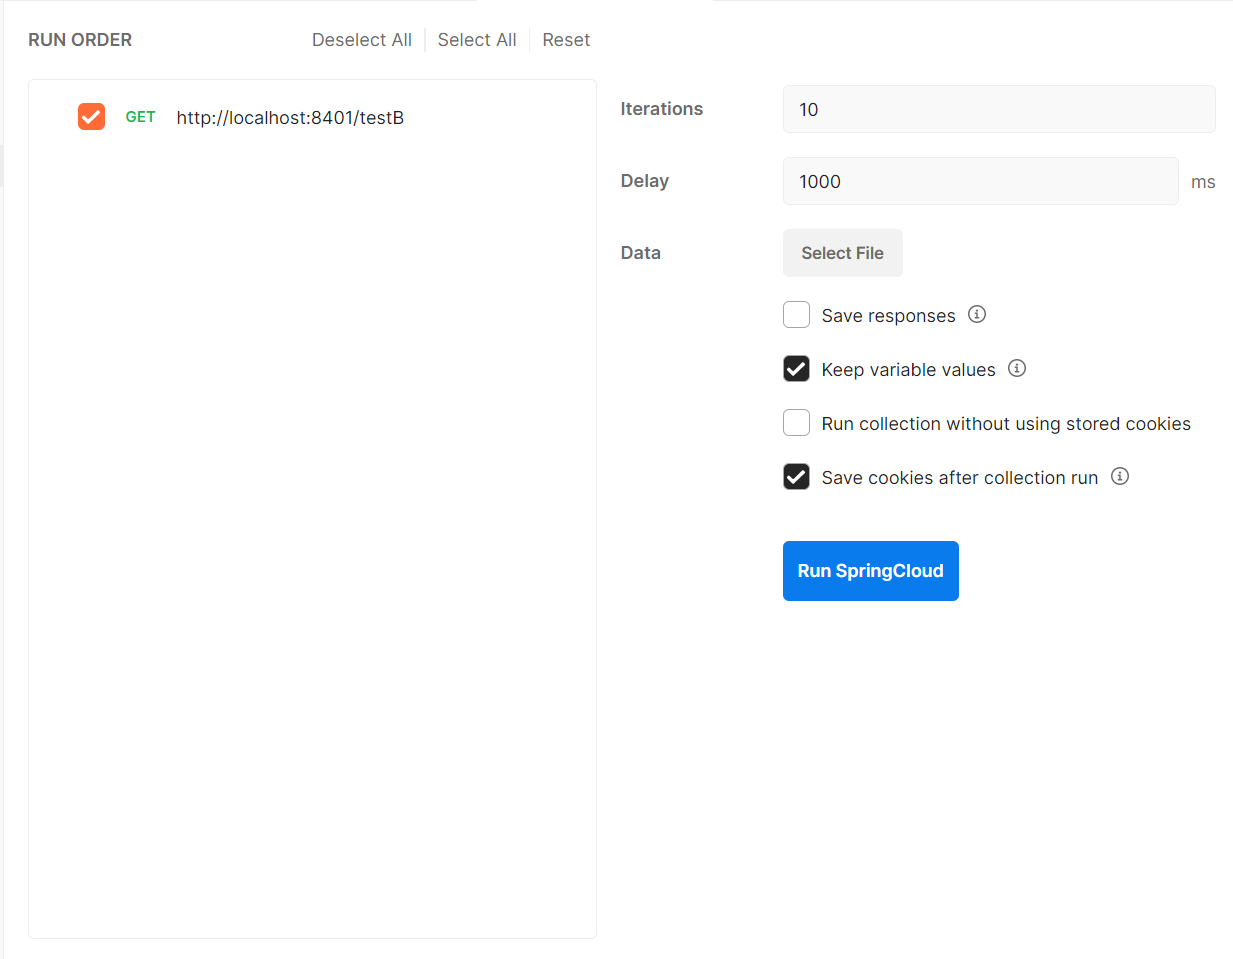 RUN ORDER Deselect All Select All Reset
GET http://localhost:8401/testB
Iterations 10
Delay 1000 ms
Data Select File
Save responses
Keep variable values
Run collection without using stored cookies
Save cookies after collection run
Run SpringCloud